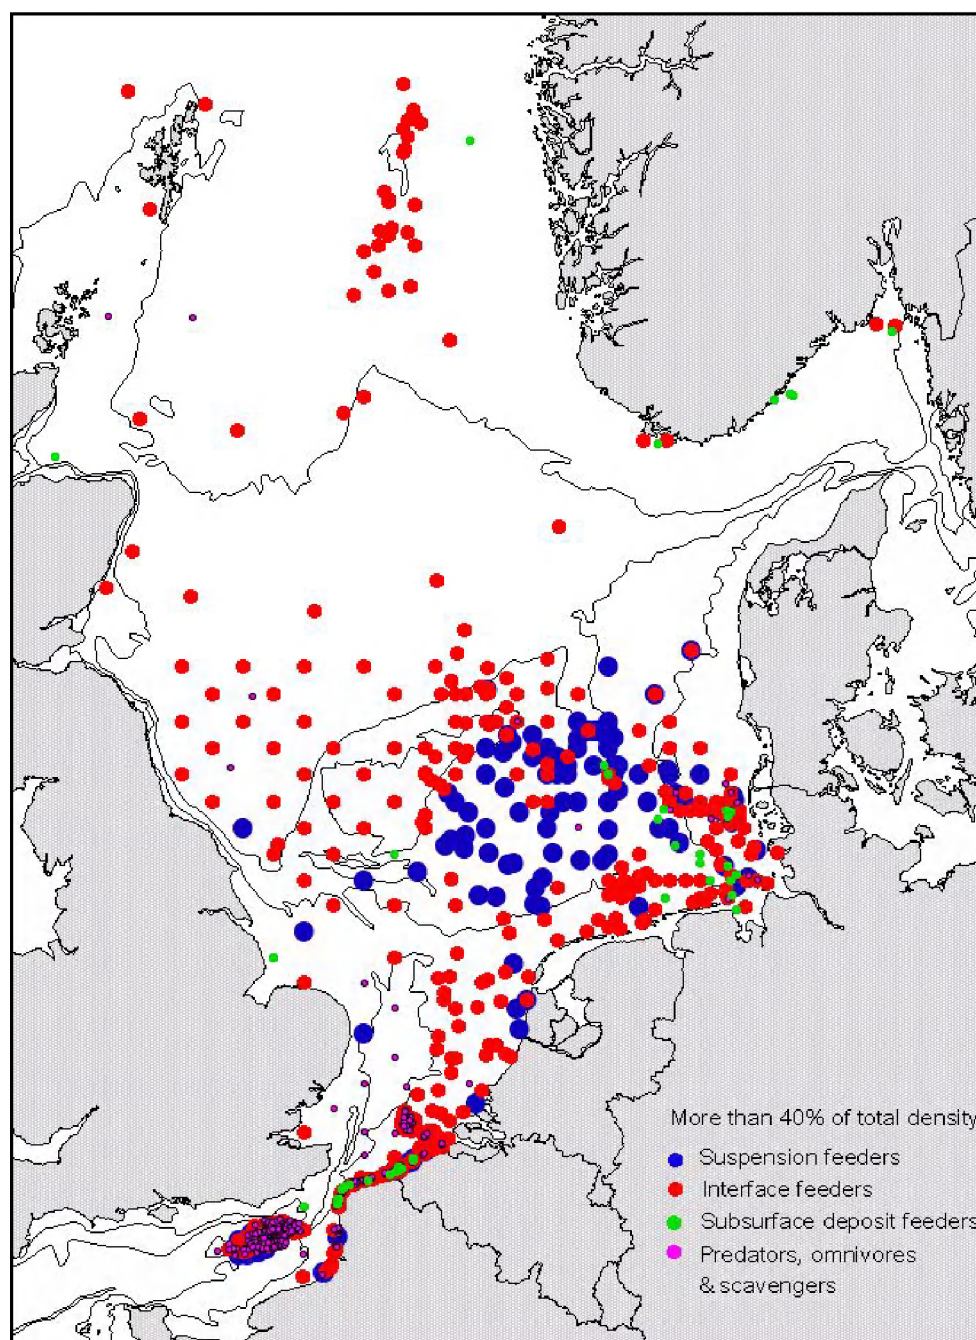 More than 40% of total density
Suspension feeders
Interface feeders
Subsurface deposit feeders
Predators, omnivores
& scavengers